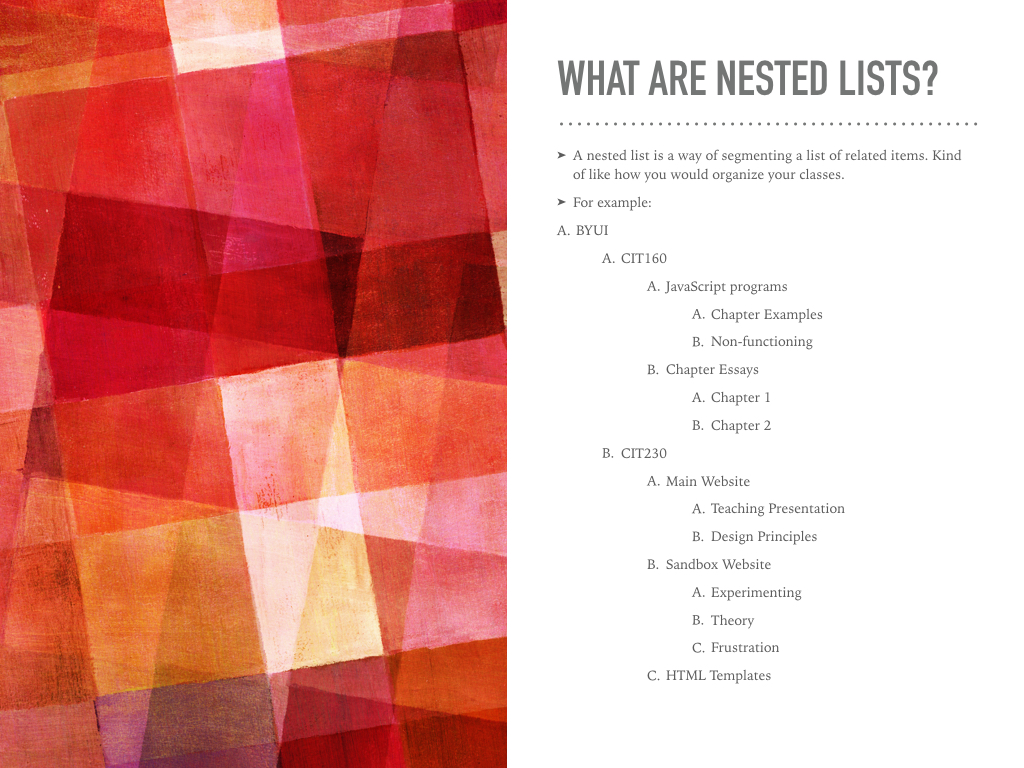 WHAT ARE NESTED LISTS?
➤ A nested list is a way of segmenting a list of related items. Kind
of like how you would organize your classes.
➤ For example:
A. BYUI
A. CIT160
A. JavaScript programs
A. Chapter Examples
B. Non-functioning
B. Chapter Essays
A. Chapter 1
B. Chapter 2
B. CIT230
A. Main Website
A. Teaching Presentation
B. Design Principles
B. Sandbox Website
A. Experimenting
B. Theory
C. Frustration
C. HTML Templates